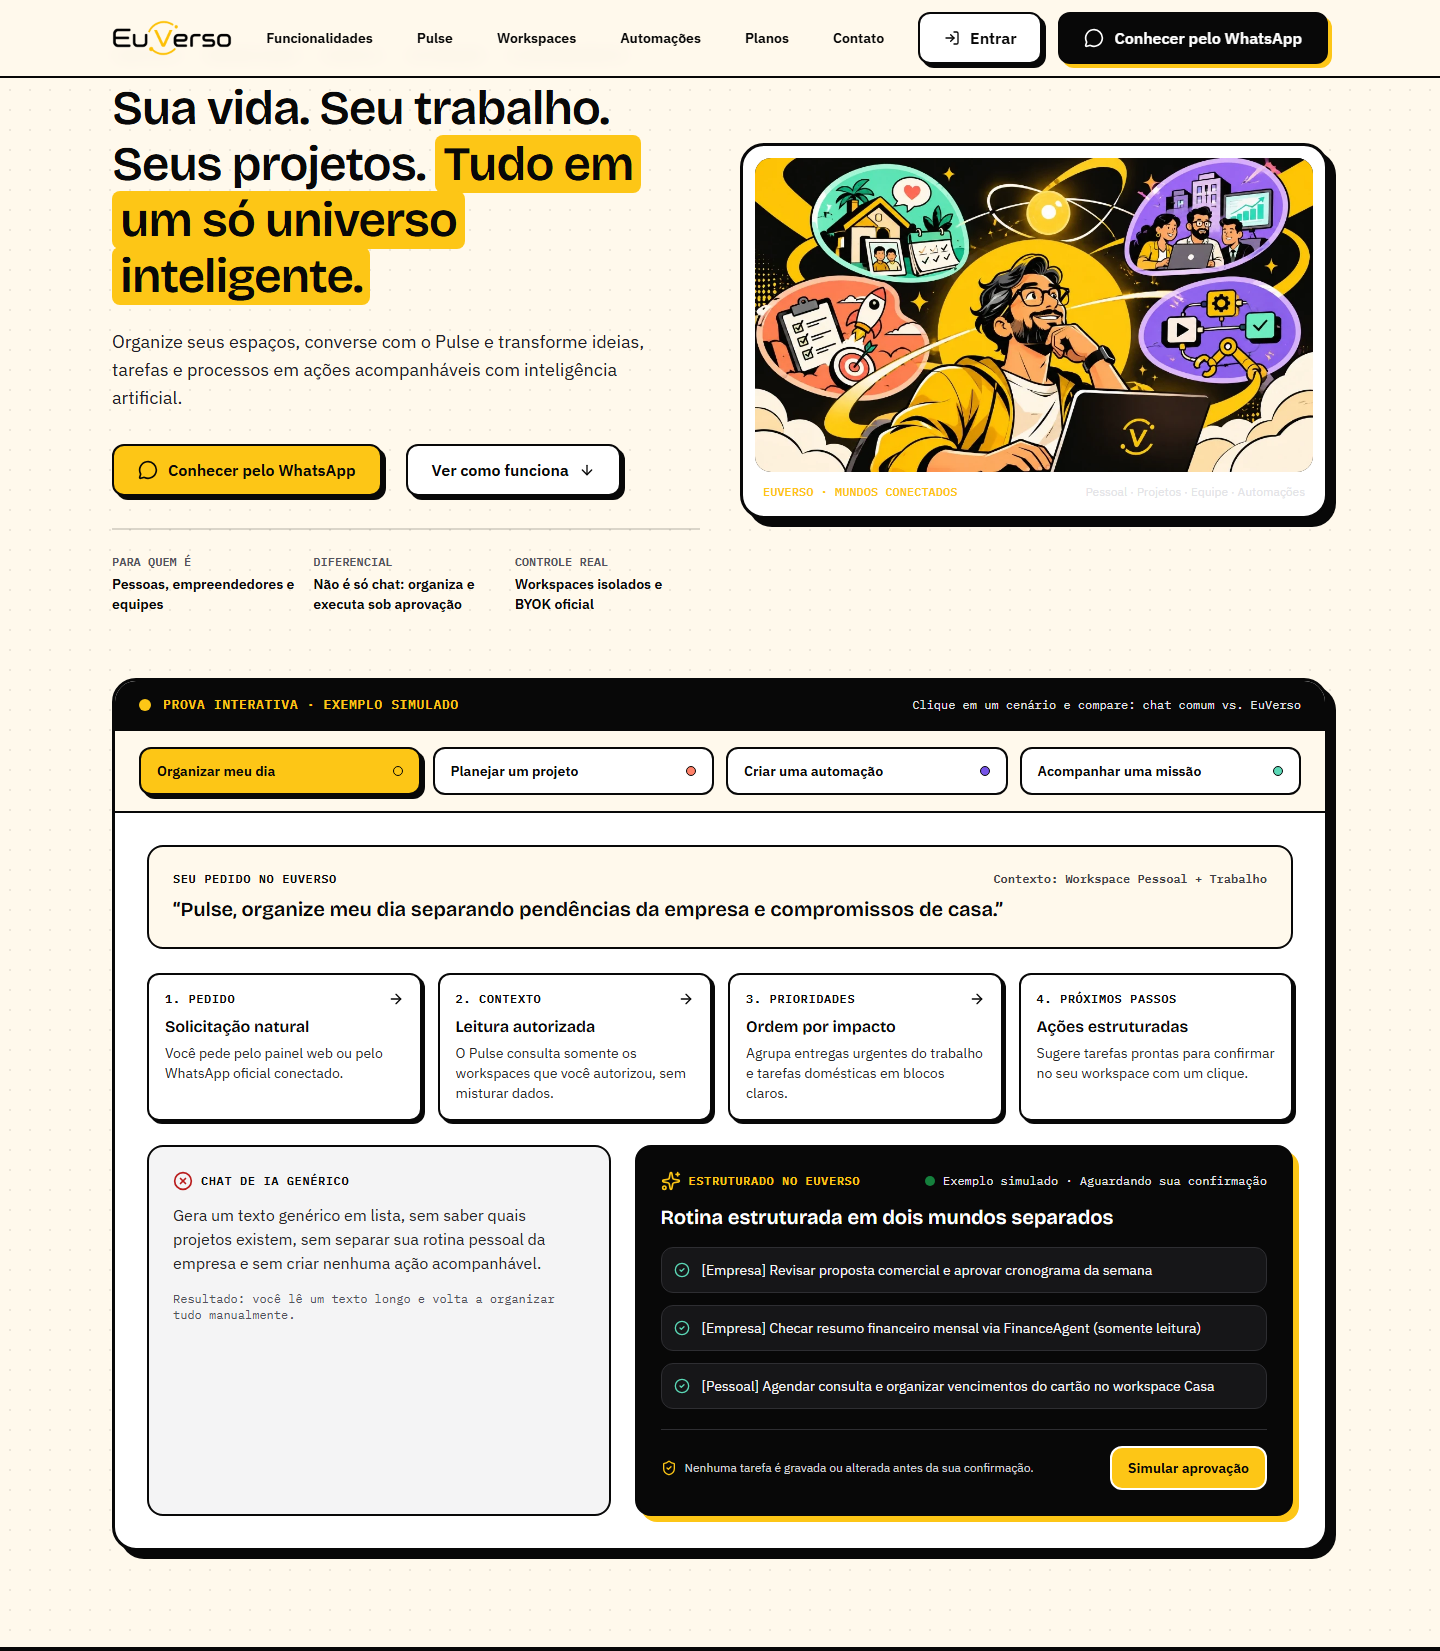 EuVerso
Funcionalidades
Pulse
Workspaces
Automações
Planos
Contato
Entrar
Conhecer pelo WhatsApp
Sua vida. Seu trabalho.
Seus projetos. Tudo em
um só universo
inteligente.
Organize seus espaços, converse com o Pulse e transforme ideias,
tarefas e processos em ações acompanháveis com inteligência
artificial.
Conhecer pelo WhatsApp
Ver como funciona
PARA QUEM É
Pessoas, empreendedores e
equipes
DIFERENCIAL
Não é só chat: organiza e
executa sob aprovação
CONTROLE REAL
Workspaces isolados e
BYOK oficial
V
EUVERSO · MUNDOS CONECTADOS
Pessoal · Projetos · Equipe · Automações
PROVA INTERATIVA · EXEMPLO SIMULADO
Clique em um cenário e compare: chat comum vs. EuVerso
Organizar meu dia
Planejar um projeto
Criar uma automação
Acompanhar uma missão
SEU PEDIDO NO EUVERSO
Contexto: Workspace Pessoal + Trabalho
“Pulse, organize meu dia separando pendências da empresa e compromissos de casa.”
1. PEDIDO
Solicitação natural
Você pede pelo painel web ou pelo
WhatsApp oficial conectado.
2. CONTEXTO
Leitura autorizada
O Pulse consulta somente os
workspaces que você autorizou, sem
misturar dados.
3. PRIORIDADES
Ordem por impacto
Agrupa entregas urgentes do trabalho
e tarefas domésticas em blocos
claros.
4. PRÓXIMOS PASSOS
Ações estruturadas
Sugere tarefas prontas para confirmar
no seu workspace com um clique.
CHAT DE IA GENÉRICO
Gera um texto genérico em lista, sem saber quais
projetos existem, sem separar sua rotina pessoal da
empresa e sem criar nenhuma ação acompanhável.
Resultado: você lê um texto longo e volta a organizar
tudo manualmente.
ESTRUTURADO NO EUVERSO
Exemplo simulado · Aguardando sua confirmação
Rotina estruturada em dois mundos separados
[Empresa] Revisar proposta comercial e aprovar cronograma da semana
[Empresa] Checar resumo financeiro mensal via FinanceAgent (somente leitura)
[Pessoal] Agendar consulta e organizar vencimentos do cartão no workspace Casa
Nenhuma tarefa é gravada ou alterada antes da sua confirmação.
Simular aprovação